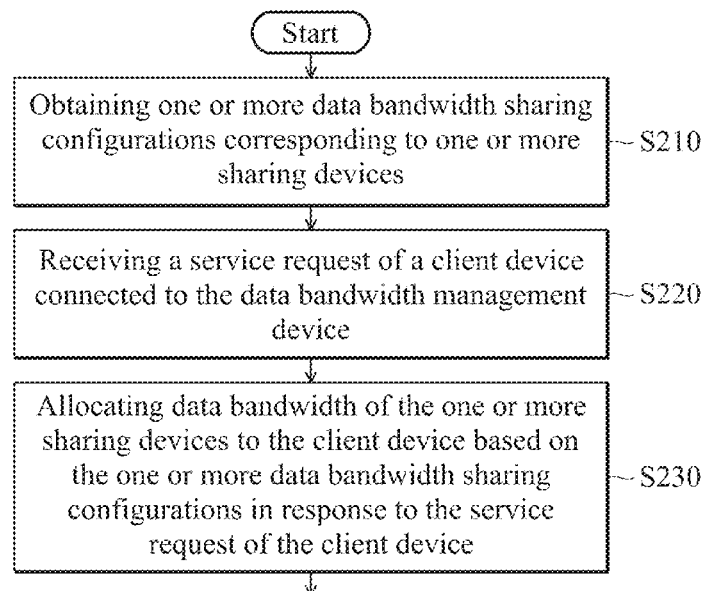 Start
Obtaining one or more data bandwidth sharing
configurations corresponding to one or more
sharing devices
S210
Receiving a service request of a client device
connected to the data bandwidth management
device
S220
Allocating data bandwidth of the one or more
sharing devices to the client device based on
the one or more data bandwidth sharing
configurations in response to the service
request of the client device
S230